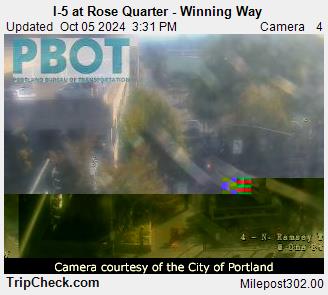 I-5 at Rose Quarter - Winning Way
Updated Oct 05 2024 3:31 PM Camera 4
PBOT
PORTLAND BUREAU OF TRANSPORTATION
4 - N. Ramsey
Camera courtesy of the City of Portland
TripCheck.com Milepost302.00